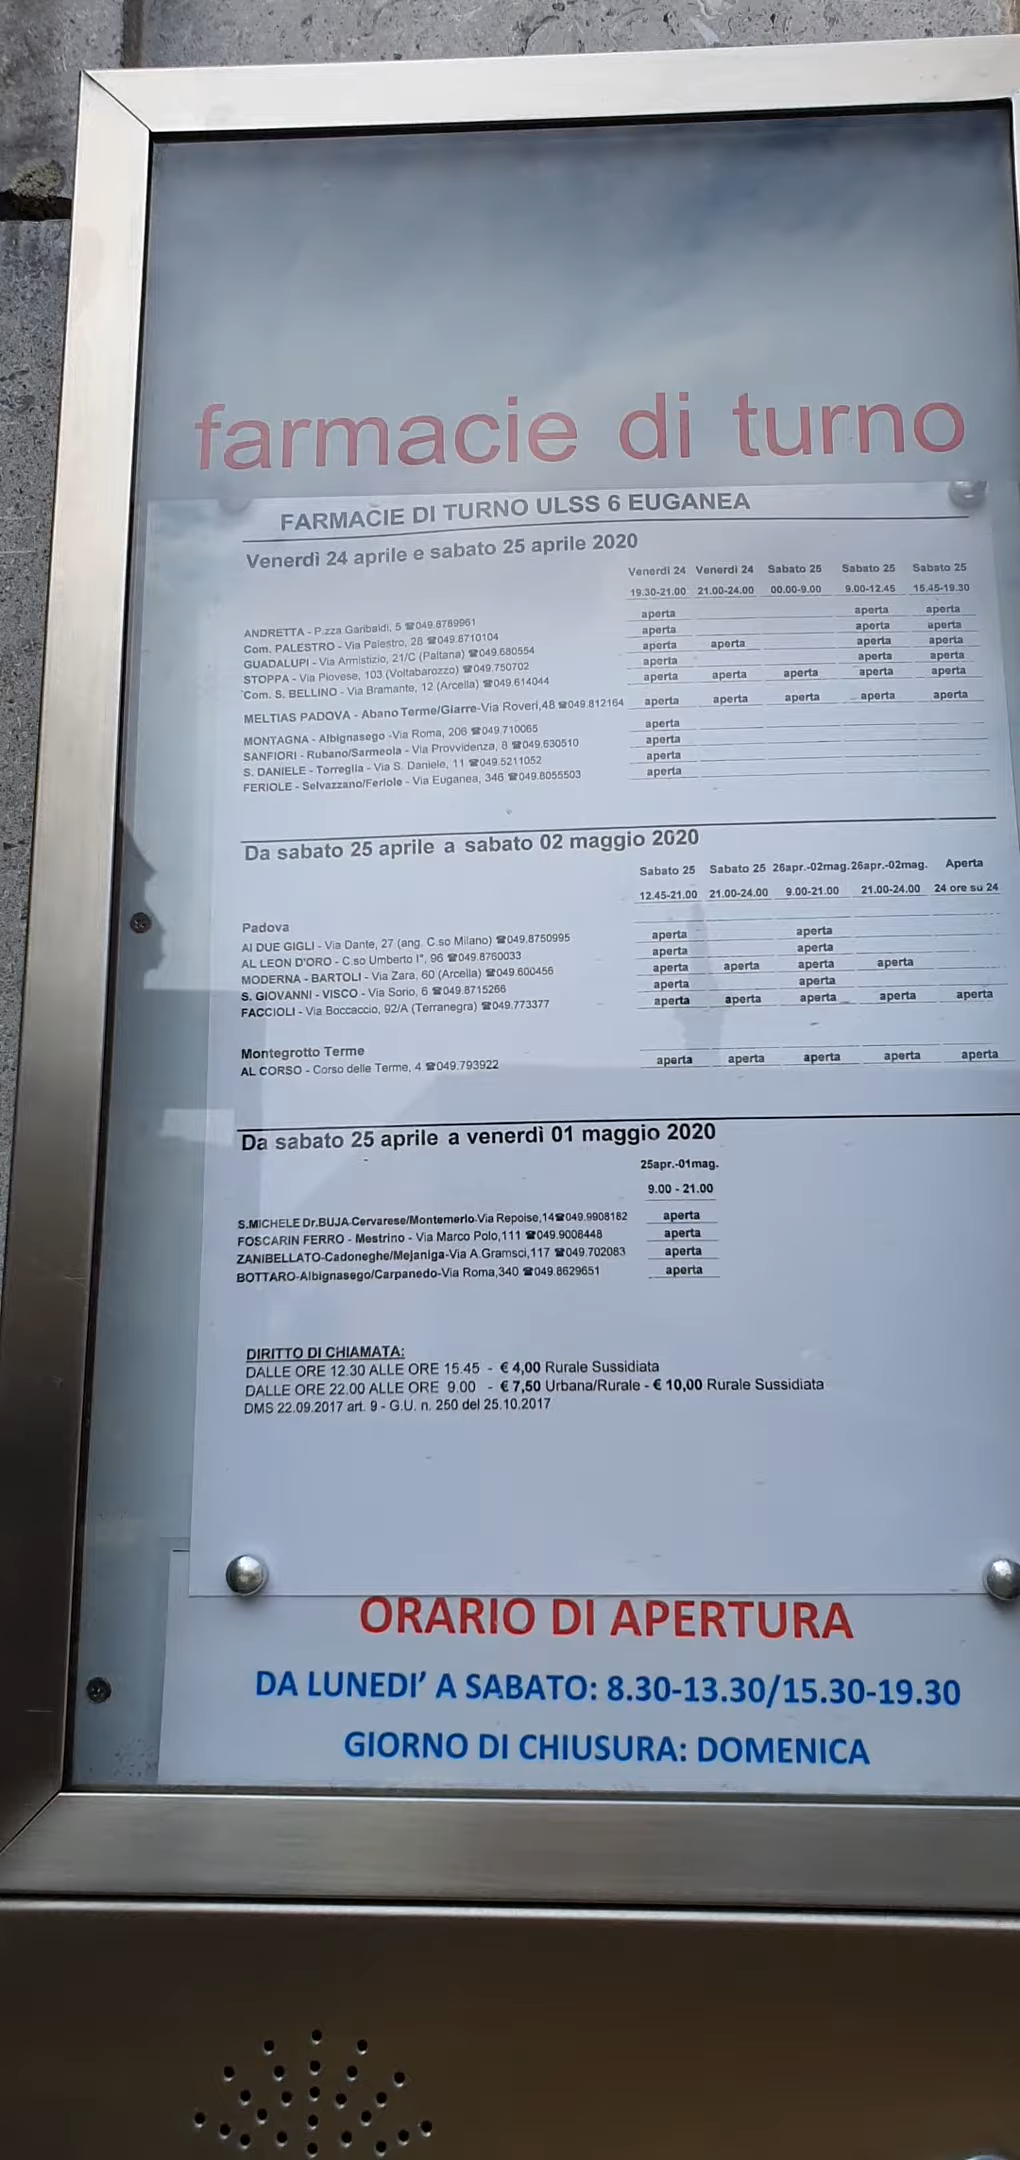 farmacie di turno
FARMACIE DI TURNO ULSS 6 EUGANEA
Venerdì 24 aprile e sabato 25 aprile 2020
Venerdi 24 Venerdi 24 Sabato 25 Sabato 25 Sabato 25
19.30-21.00 21.00-24.00 00.00-9.00 9.00-12.45 15.45-19.30
ANDRETTA - P.zza Garibaldi, 5 ☎049.8789961 aperta aperta aperta
Com. PALESTRO - Via Palestro, 28 ☎049.8710104 aperta aperta aperta
GUADALUPI - Via Armistizio, 21/C (Paltana) ☎049.680554 aperta aperta aperta aperta
STOPPA - Via Piovese, 103 (Voltabarozzo) ☎049.750702 aperta aperta aperta
Com. S. BELLINO - Via Bramante, 12 (Arcella) ☎049.614044 aperta aperta aperta aperta aperta
MELTIAS PADOVA - Abano Terme/Giarre-Via Roveri,48 ☎049.812164 aperta aperta aperta aperta aperta
MONTAGNA - Albignasego -Via Roma, 206 ☎049.710065 aperta
SANFIORI - Rubano/Sarmeola - Via Provvidenza, 8 ☎049.630510 aperta
S. DANIELE - Torreglia - Via S. Daniele, 11 ☎049.5211052 aperta
FERIOLE - Selvazzano/Feriole - Via Euganea, 346 ☎049.8055503 aperta
Da sabato 25 aprile a sabato 02 maggio 2020
Sabato 25 Sabato 25 26apr.-02mag. 26apr.-02mag. Aperta
12.45-21.00 21.00-24.00 9.00-21.00 21.00-24.00 24 ore su 24
Padova
AI DUE GIGLI - Via Dante, 27 (ang. C.so Milano) ☎049.8750995 aperta aperta
AL LEON D'ORO - C.so Umberto I°, 96 ☎049.8760033 aperta aperta
MODERNA - BARTOLI - Via Zara, 60 (Arcella) ☎049.600456 aperta aperta aperta aperta
S. GIOVANNI - VISCO - Via Sorio, 6 ☎049.8715266 aperta aperta
FACCIOLI - Via Boccaccio, 92/A (Terranegra) ☎049.773377 aperta aperta aperta aperta aperta
Montegrotto Terme
AL CORSO - Corso delle Terme, 4 ☎049.793922 aperta aperta aperta aperta aperta
Da sabato 25 aprile a venerdì 01 maggio 2020
25apr.-01mag.
9.00 - 21.00
S.MICHELE Dr.BUJA-Cervarese/Montemerlo-Via Repoise,14☎049.9908182 aperta
FOSCARIN FERRO - Mestrino - Via Marco Polo,111 ☎049.9008448 aperta
ZANIBELLATO-Cadoneghe/Mejaniga-Via A.Gramsci,117 ☎049.702083 aperta
BOTTARO-Albignasego/Carpanedo-Via Roma,340 ☎049.8629651 aperta
DIRITTO DI CHIAMATA:
DALLE ORE 12.30 ALLE ORE 15.45 - € 4,00 Rurale Sussidiata
DALLE ORE 22.00 ALLE ORE 9.00 - € 7,50 Urbana/Rurale - € 10,00 Rurale Sussidiata
DMS 22.09.2017 art. 9 - G.U. n. 250 del 25.10.2017
ORARIO DI APERTURA
DA LUNEDI' A SABATO: 8.30-13.30/15.30-19.30
GIORNO DI CHIUSURA: DOMENICA